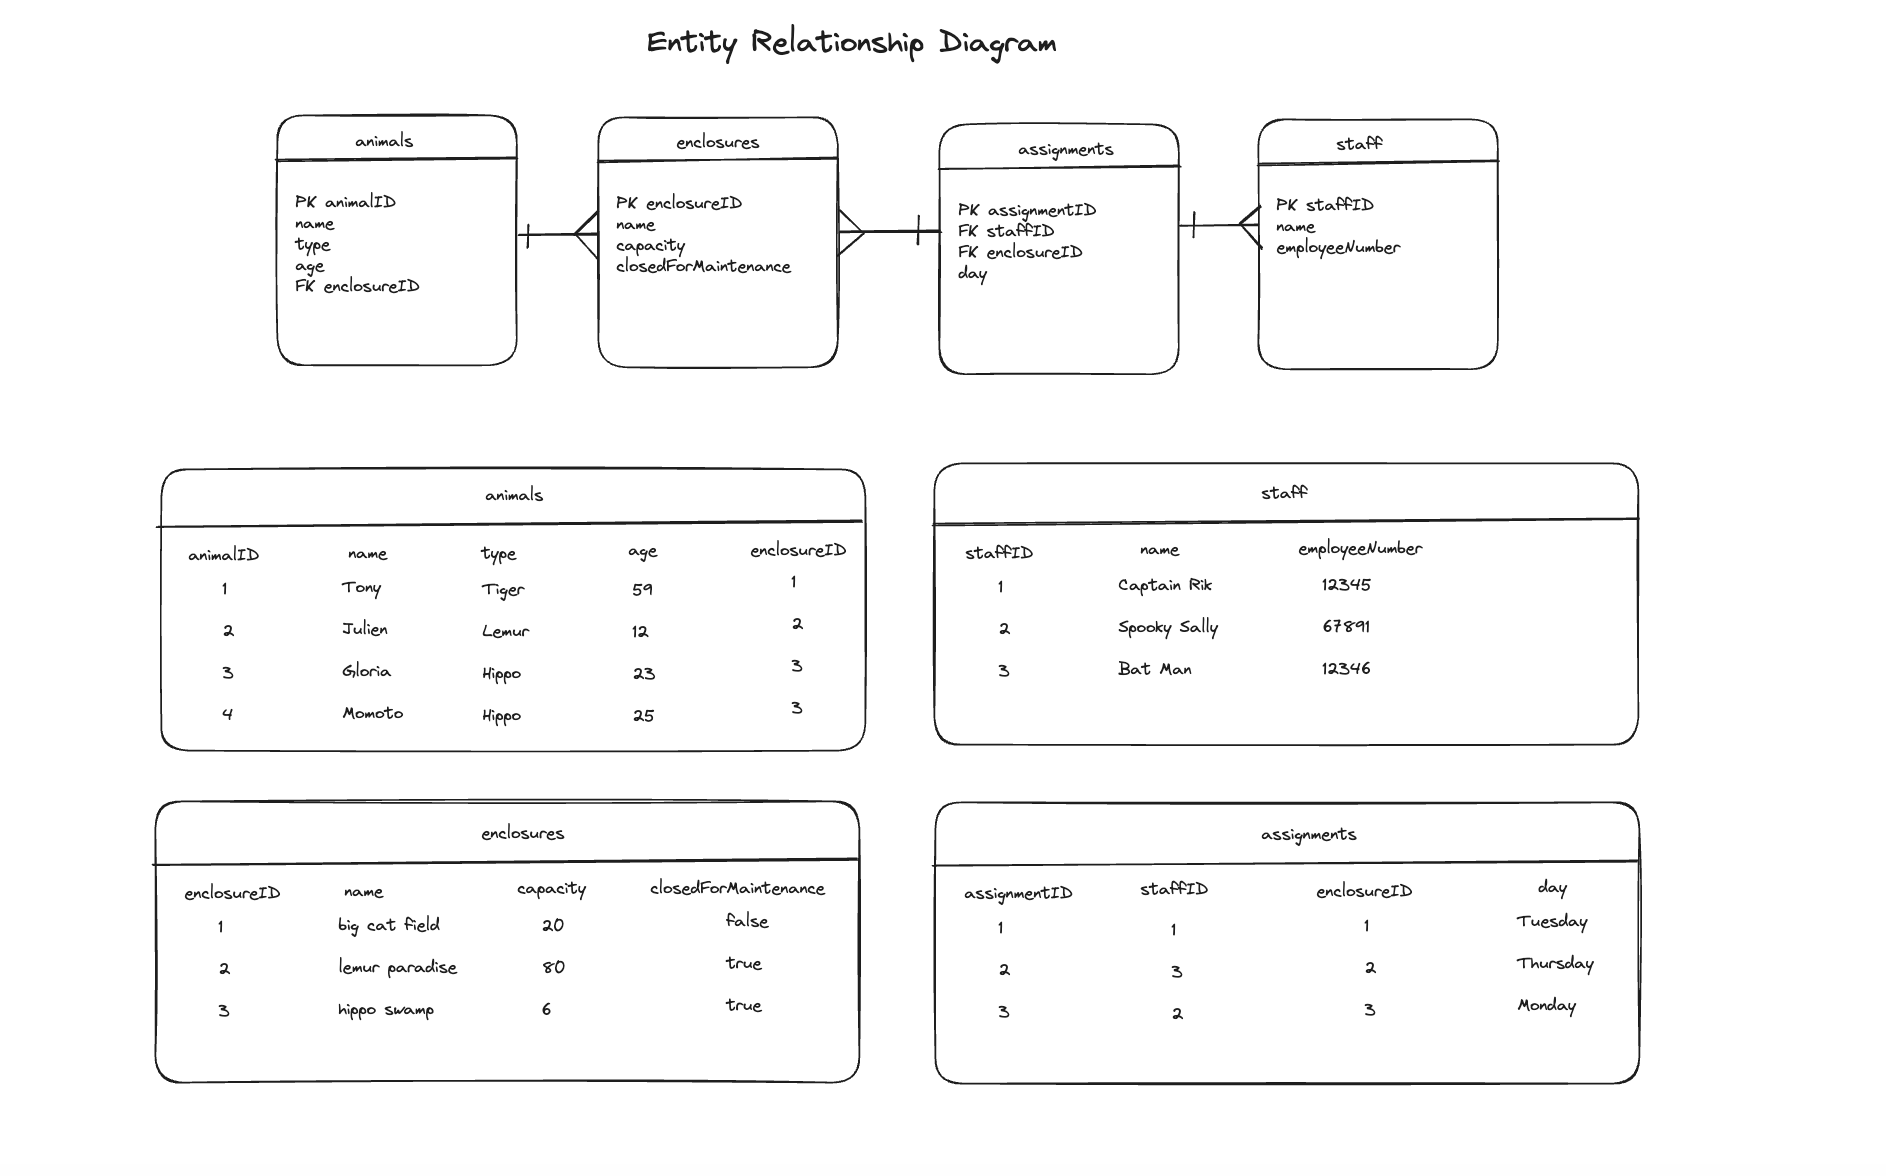 Entity Relationship Diagram
animals
PK animalID
name
type
age
FK enclosureID
enclosures
PK enclosureID
name
capacity
closedForMaintenance
assignments
PK assignmentID
FK staffID
FK enclosureID
day
staff
PK staffID
name
employeeNumber
animals
animalID name type age enclosureID
1 Tony Tiger 59 1
2 Julien Lemur 12 2
3 Gloria Hippo 23 3
4 Momoto Hippo 25 3
staff
staffID name employeeNumber
1 Captain Rik 12345
2 Spooky Sally 67891
3 Bat Man 12346
enclosures
enclosureID name capacity closedForMaintenance
1 big cat field 20 false
2 lemur paradise 80 true
3 hippo swamp 6 true
assignments
assignmentID staffID enclosureID day
1 1 1 Tuesday
2 3 2 Thursday
3 2 3 Monday